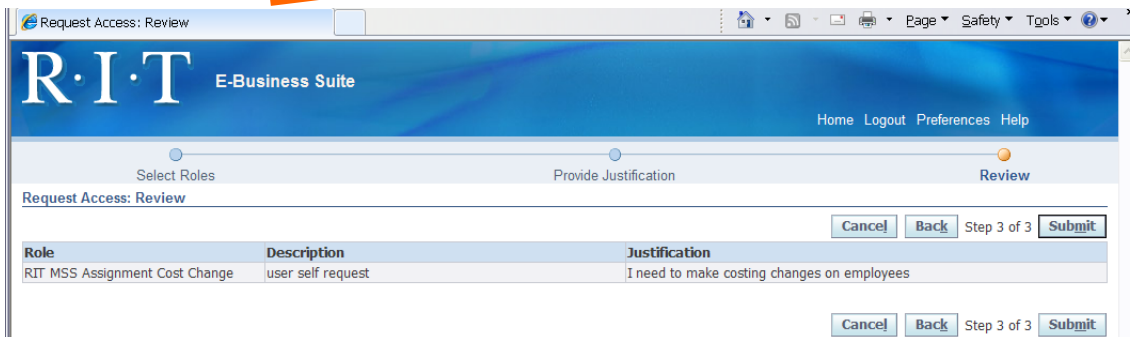 Request Access: Review
Page Safety Tools
R·I·T E-Business Suite
Home Logout Preferences Help
Select Roles Provide Justification Review
Request Access: Review
Cancel Back Step 3 of 3 Submit
Role Description Justification
RIT MSS Assignment Cost Change user self request I need to make costing changes on employees
Cancel Back Step 3 of 3 Submit